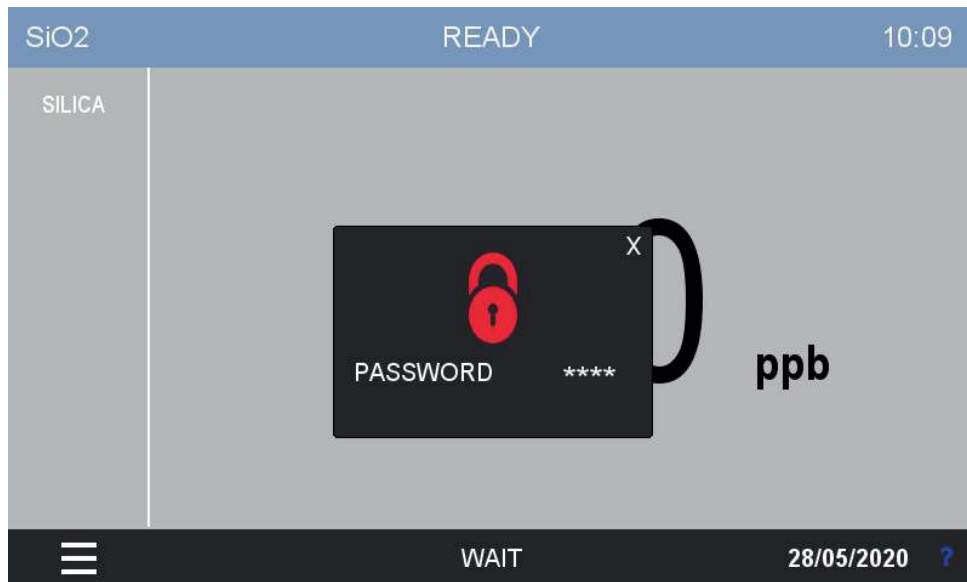 SiO2 READY 10:09
SILICA
X
PASSWORD ****
ppb
WAIT 28/05/2020 ?